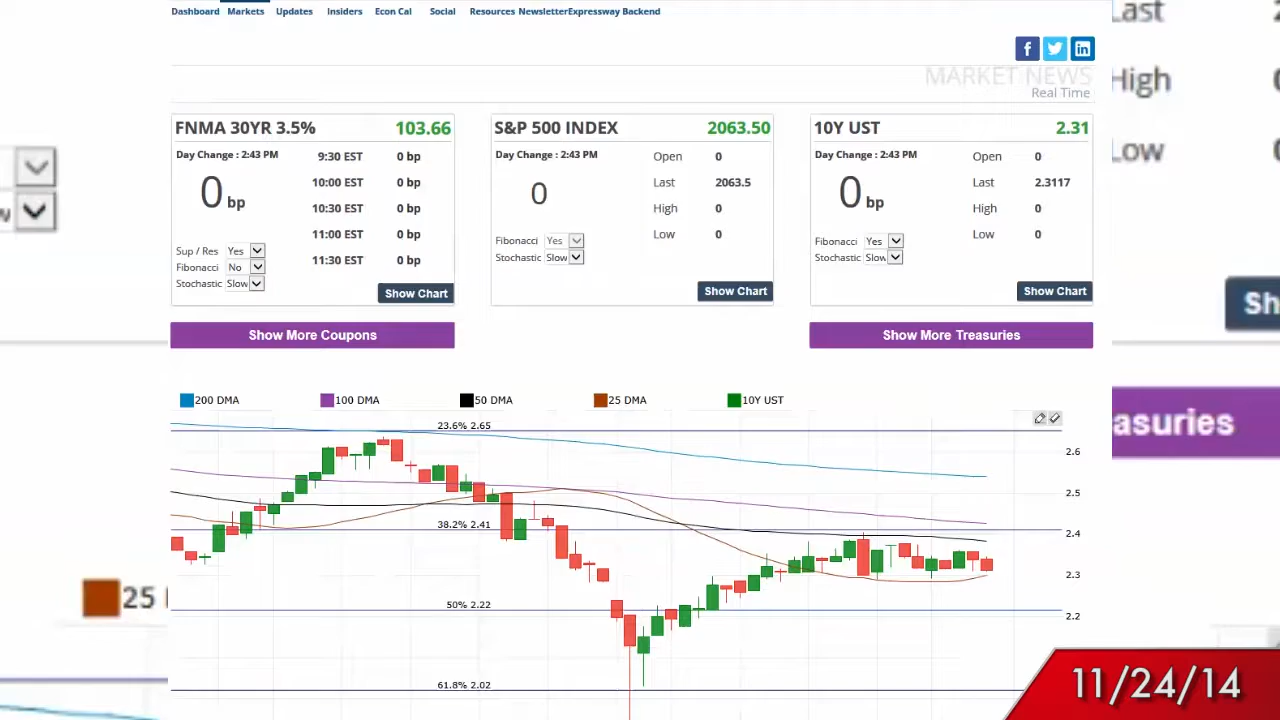 Dashboard Markets Updates Insiders Econ Cal Social Resources NewsletterExpressway Backend
MARKET NEWS
Real Time
FNMA 30YR 3.5% 103.66
Day Change : 2:43 PM
0 bp
9:30 EST 0 bp
10:00 EST 0 bp
10:30 EST 0 bp
11:00 EST 0 bp
11:30 EST 0 bp
Sup / Res Yes
Fibonacci No
Stochastic Slow
Show Chart
S&P 500 INDEX 2063.50
Day Change : 2:43 PM
0
Open 0
Last 2063.5
High 0
Low 0
Fibonacci Yes
Stochastic Slow
Show Chart
10Y UST 2.31
Day Change : 2:43 PM
0 bp
Open 0
Last 2.3117
High 0
Low 0
Fibonacci Yes
Stochastic Slow
Show Chart
Show More Coupons
Show More Treasuries
200 DMA 100 DMA 50 DMA 25 DMA 10Y UST
23.6% 2.65
2.6
2.5
38.2% 2.41
2.4
2.3
50% 2.22
2.2
61.8% 2.02
Last
High
Low
Sh
asuries
25
11/24/14